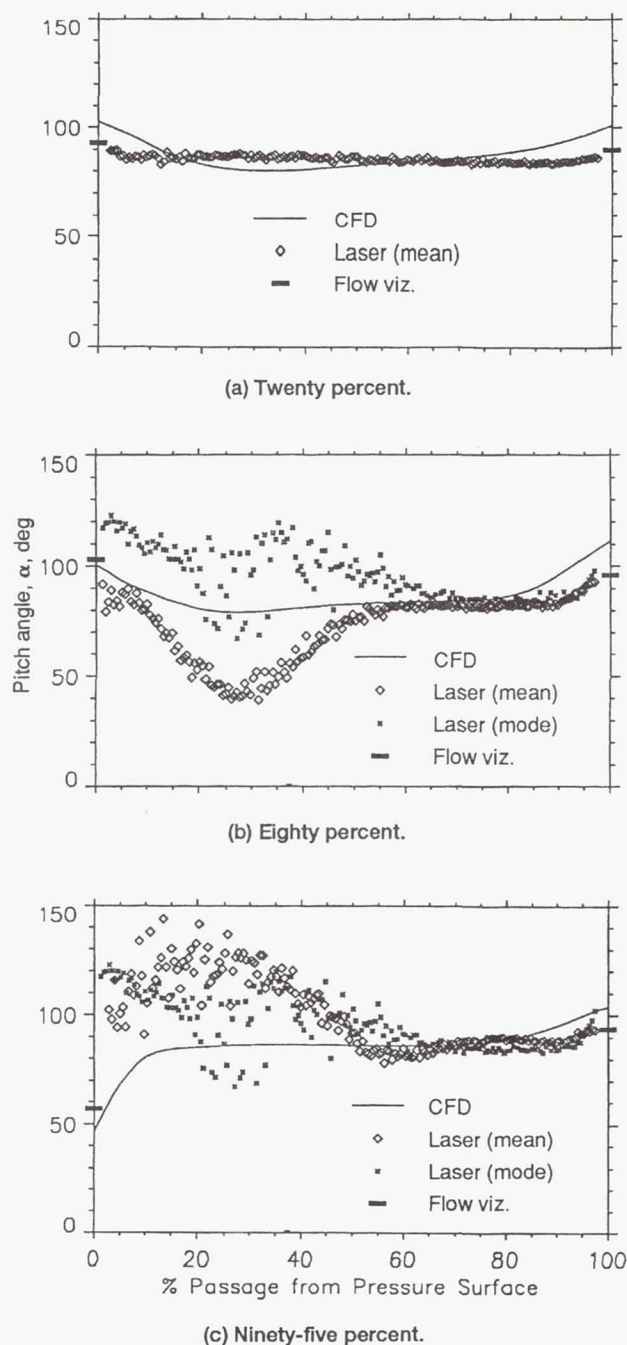 150
100
50
0
CFD
Laser (mean)
Flow viz.
(a) Twenty percent.
Pitch angle, α, deg
150
100
50
0
CFD
Laser (mean)
Laser (mode)
Flow viz.
(b) Eighty percent.
150
100
50
0
CFD
Laser (mean)
Laser (mode)
Flow viz.
0 20 40 60 80 100
% Passage from Pressure Surface
(c) Ninety-five percent.